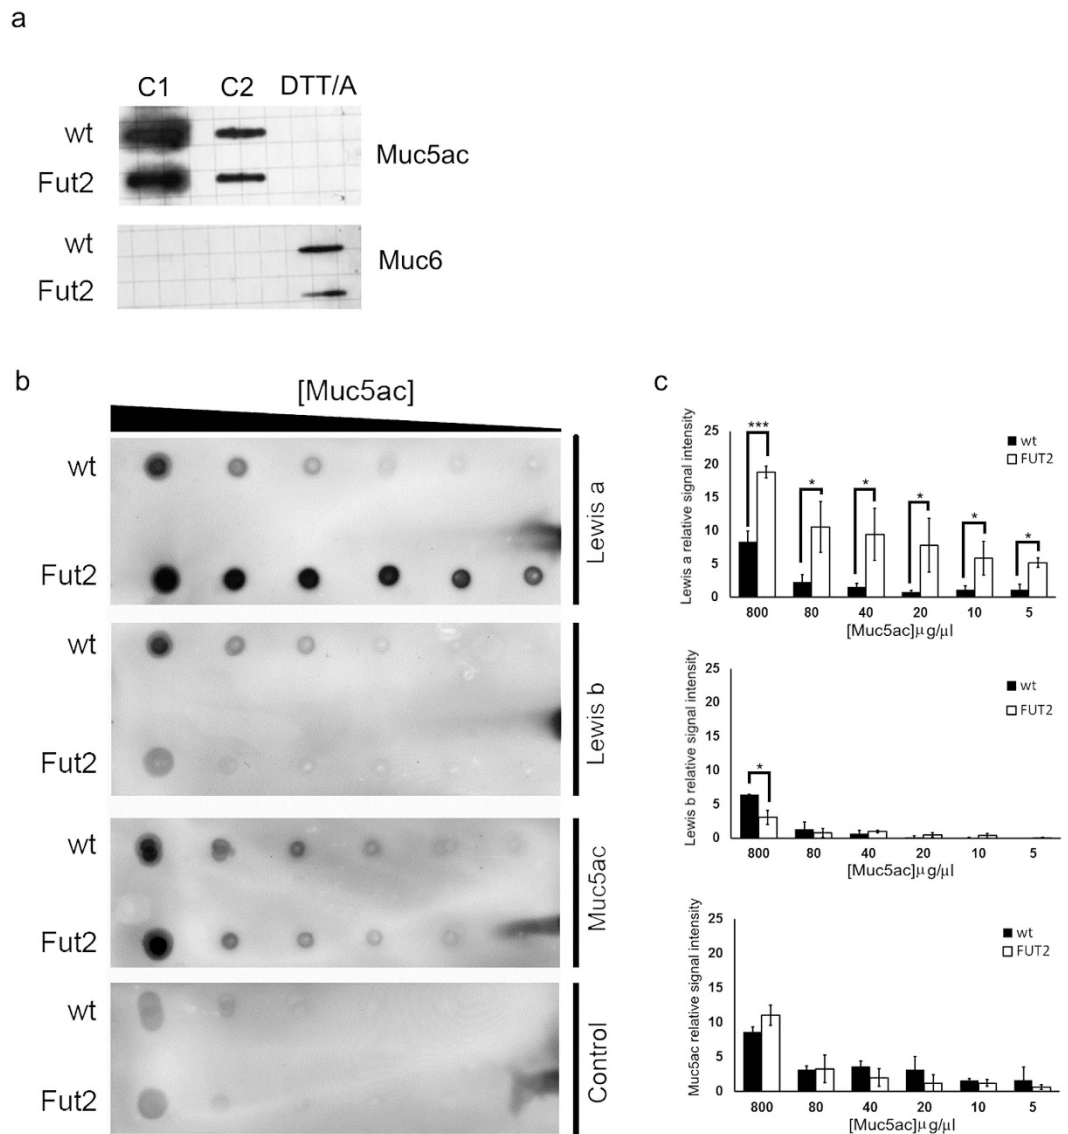 a
C1 C2 DTT/A
wt
Muc5ac
Fut2
wt
Muc6
Fut2
b
[Muc5ac]
wt
Lewis a
Fut2
wt
Lewis b
Fut2
wt
Muc5ac
Fut2
wt
Control
Fut2
c
Lewis a relative signal intensity
25
20
15
10
5
0
***
*
*
*
*
*
wt
FUT2
800 80 40 20 10 5
[Muc5ac]µg/µl
Lewis b relative signal intensity
25
20
15
10
5
0
*
wt
FUT2
800 80 40 20 10 5
[Muc5ac]µg/µl
Muc5ac relative signal intensity
25
20
15
10
5
0
wt
FUT2
800 80 40 20 10 5
[Muc5ac]µg/µl